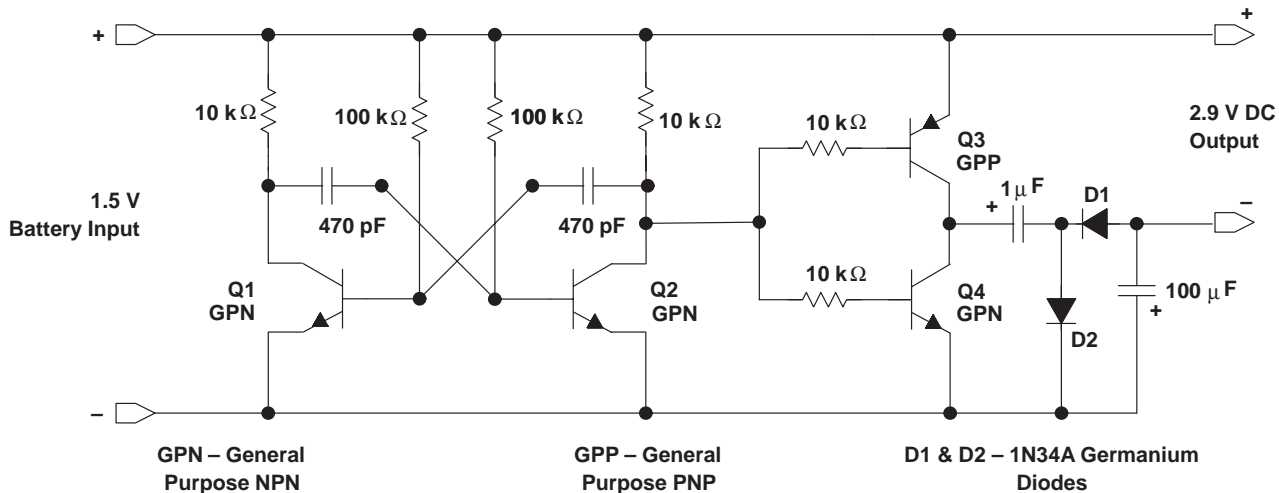 +
+
10 kΩ
100 kΩ
100 kΩ
10 kΩ
10 kΩ
Q3
GPP
2.9 V DC
Output
1.5 V
Battery Input
470 pF
470 pF
1 μF
+
D1
–
Q1
GPN
Q2
GPN
10 kΩ
Q4
GPN
D2
100 μF
+
–
GPN – General
Purpose NPN
GPP – General
Purpose PNP
D1 & D2 – 1N34A Germanium
Diodes